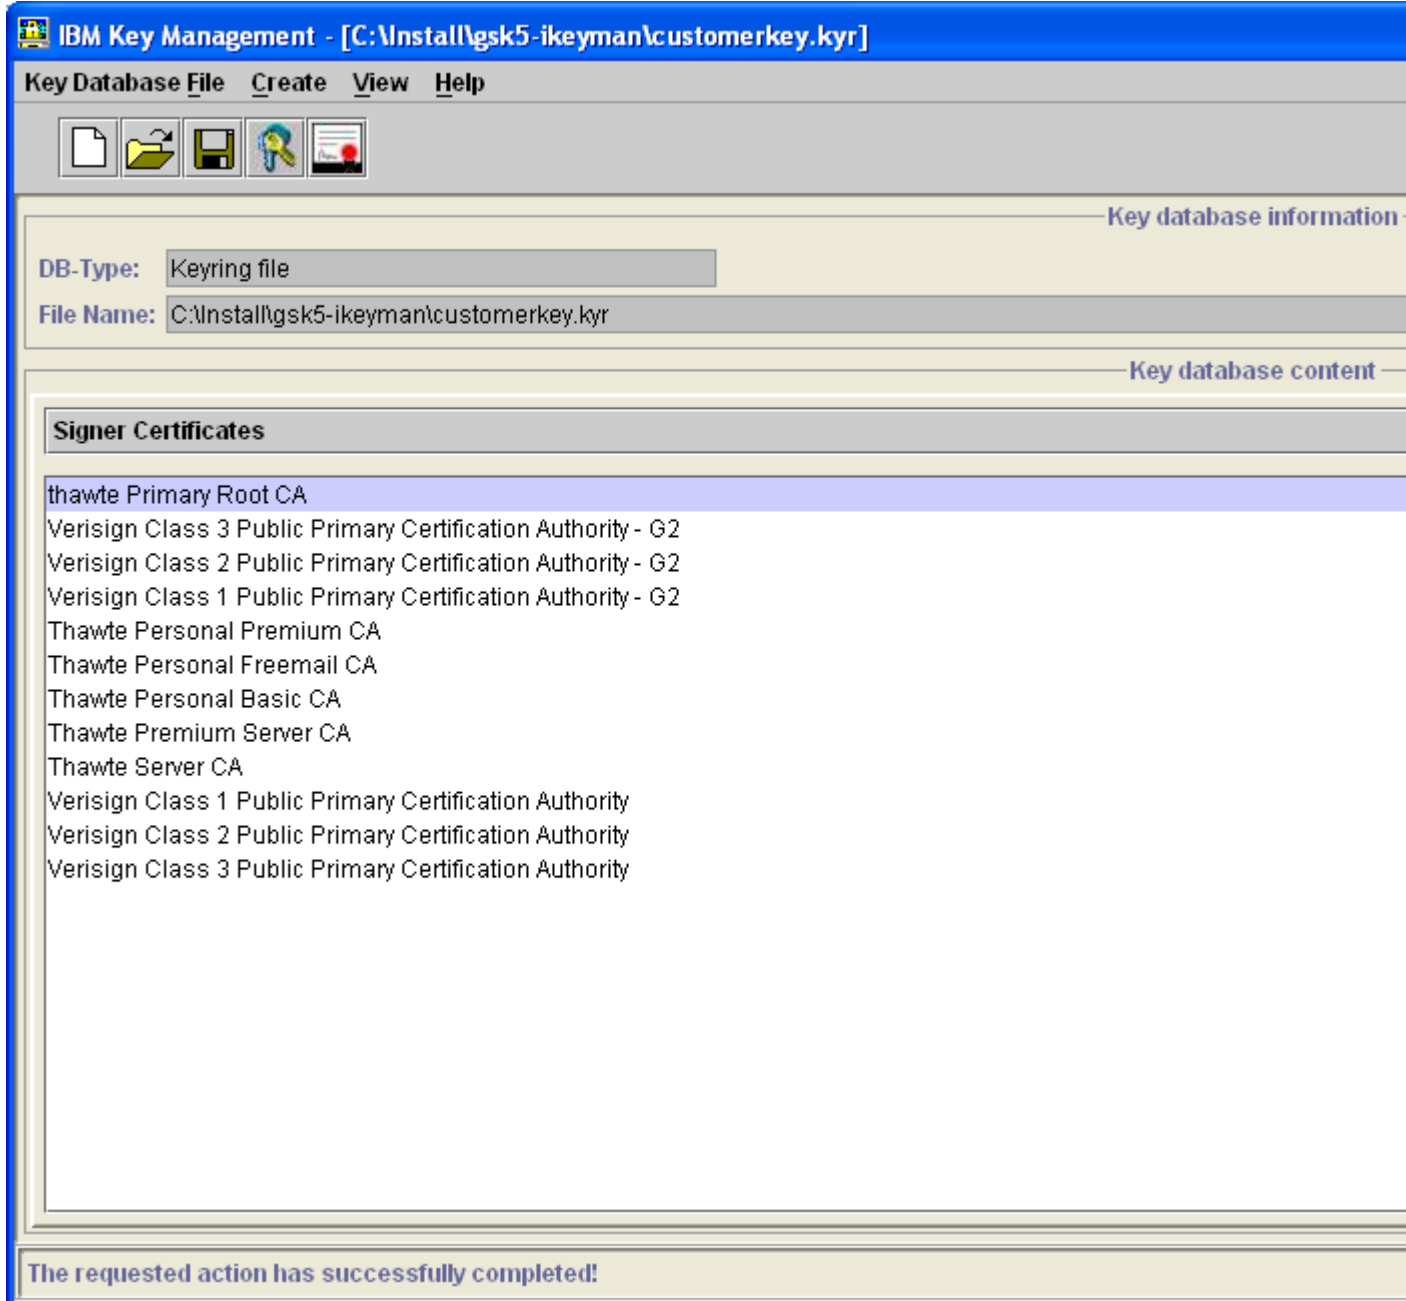 IBM Key Management - [C:\Install\gsk5-ikeyman\customerkey.kyr]
Key Database File Create View Help
Key database information
DB-Type: Keyring file
File Name: C:\Install\gsk5-ikeyman\customerkey.kyr
Key database content
Signer Certificates
thawte Primary Root CA
Verisign Class 3 Public Primary Certification Authority - G2
Verisign Class 2 Public Primary Certification Authority - G2
Verisign Class 1 Public Primary Certification Authority - G2
Thawte Personal Premium CA
Thawte Personal Freemail CA
Thawte Personal Basic CA
Thawte Premium Server CA
Thawte Server CA
Verisign Class 1 Public Primary Certification Authority
Verisign Class 2 Public Primary Certification Authority
Verisign Class 3 Public Primary Certification Authority
The requested action has successfully completed!